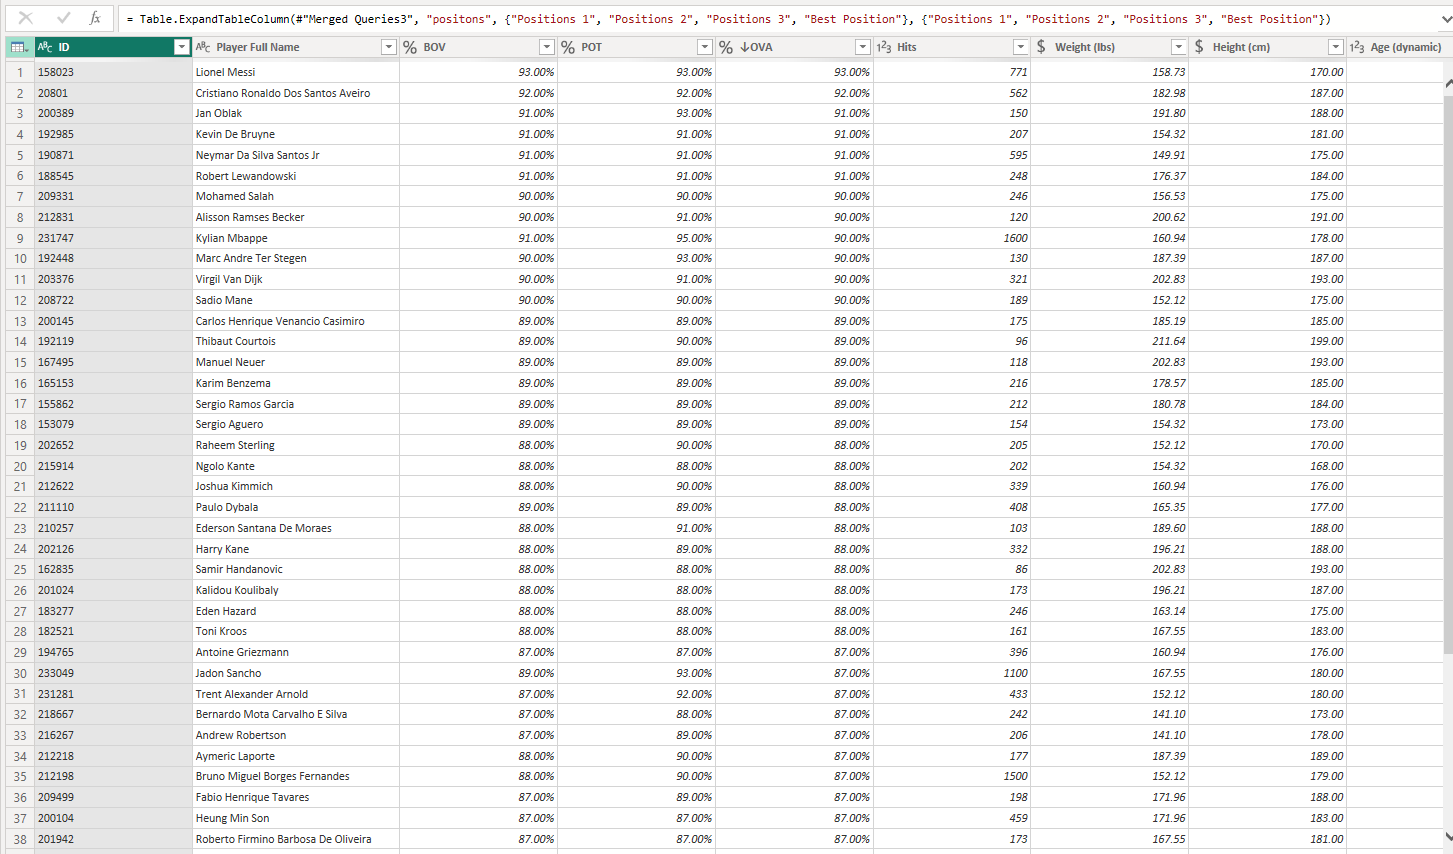 fx = Table.ExpandTableColumn(#"Merged Queries3", "positons", {"Positions 1", "Positions 2", "Positions 3", "Best Position"}, {"Positions 1", "Positions 2", "Positions 3", "Best Position"})
ABC ID ABC Player Full Name % BOV % POT % ↓OVA 123 Hits $ Weight (lbs) $ Height (cm) 123 Age (dynamic)
1 158023 Lionel Messi 93.00% 93.00% 93.00% 771 158.73 170.00
2 20801 Cristiano Ronaldo Dos Santos Aveiro 92.00% 92.00% 92.00% 562 182.98 187.00
3 200389 Jan Oblak 91.00% 93.00% 91.00% 150 191.80 188.00
4 192985 Kevin De Bruyne 91.00% 91.00% 91.00% 207 154.32 181.00
5 190871 Neymar Da Silva Santos Jr 91.00% 91.00% 91.00% 595 149.91 175.00
6 188545 Robert Lewandowski 91.00% 91.00% 91.00% 248 176.37 184.00
7 209331 Mohamed Salah 90.00% 90.00% 90.00% 246 156.53 175.00
8 212831 Alisson Ramses Becker 90.00% 91.00% 90.00% 120 200.62 191.00
9 231747 Kylian Mbappe 91.00% 95.00% 90.00% 1600 160.94 178.00
10 192448 Marc Andre Ter Stegen 90.00% 93.00% 90.00% 130 187.39 187.00
11 203376 Virgil Van Dijk 90.00% 91.00% 90.00% 321 202.83 193.00
12 208722 Sadio Mane 90.00% 90.00% 90.00% 189 152.12 175.00
13 200145 Carlos Henrique Venancio Casimiro 89.00% 89.00% 89.00% 175 185.19 185.00
14 192119 Thibaut Courtois 89.00% 90.00% 89.00% 96 211.64 199.00
15 167495 Manuel Neuer 89.00% 89.00% 89.00% 118 202.83 193.00
16 165153 Karim Benzema 89.00% 89.00% 89.00% 216 178.57 185.00
17 155862 Sergio Ramos Garcia 89.00% 89.00% 89.00% 212 180.78 184.00
18 153079 Sergio Aguero 89.00% 89.00% 89.00% 154 154.32 173.00
19 202652 Raheem Sterling 88.00% 90.00% 88.00% 205 152.12 170.00
20 215914 Ngolo Kante 88.00% 88.00% 88.00% 202 154.32 168.00
21 212622 Joshua Kimmich 88.00% 90.00% 88.00% 339 160.94 176.00
22 211110 Paulo Dybala 89.00% 89.00% 88.00% 408 165.35 177.00
23 210257 Ederson Santana De Moraes 88.00% 91.00% 88.00% 103 189.60 188.00
24 202126 Harry Kane 88.00% 89.00% 88.00% 332 196.21 188.00
25 162835 Samir Handanovic 88.00% 88.00% 88.00% 86 202.83 193.00
26 201024 Kalidou Koulibaly 88.00% 88.00% 88.00% 173 196.21 187.00
27 183277 Eden Hazard 88.00% 88.00% 88.00% 246 163.14 175.00
28 182521 Toni Kroos 88.00% 88.00% 88.00% 161 167.55 183.00
29 194765 Antoine Griezmann 87.00% 87.00% 87.00% 396 160.94 176.00
30 233049 Jadon Sancho 89.00% 93.00% 87.00% 1100 167.55 180.00
31 231281 Trent Alexander Arnold 87.00% 92.00% 87.00% 433 152.12 180.00
32 218667 Bernardo Mota Carvalho E Silva 87.00% 88.00% 87.00% 242 141.10 173.00
33 216267 Andrew Robertson 87.00% 89.00% 87.00% 206 141.10 178.00
34 212218 Aymeric Laporte 88.00% 90.00% 87.00% 177 187.39 189.00
35 212198 Bruno Miguel Borges Fernandes 88.00% 90.00% 87.00% 1500 152.12 179.00
36 209499 Fabio Henrique Tavares 87.00% 89.00% 87.00% 198 171.96 188.00
37 200104 Heung Min Son 87.00% 87.00% 87.00% 459 171.96 183.00
38 201942 Roberto Firmino Barbosa De Oliveira 87.00% 87.00% 87.00% 173 167.55 181.00